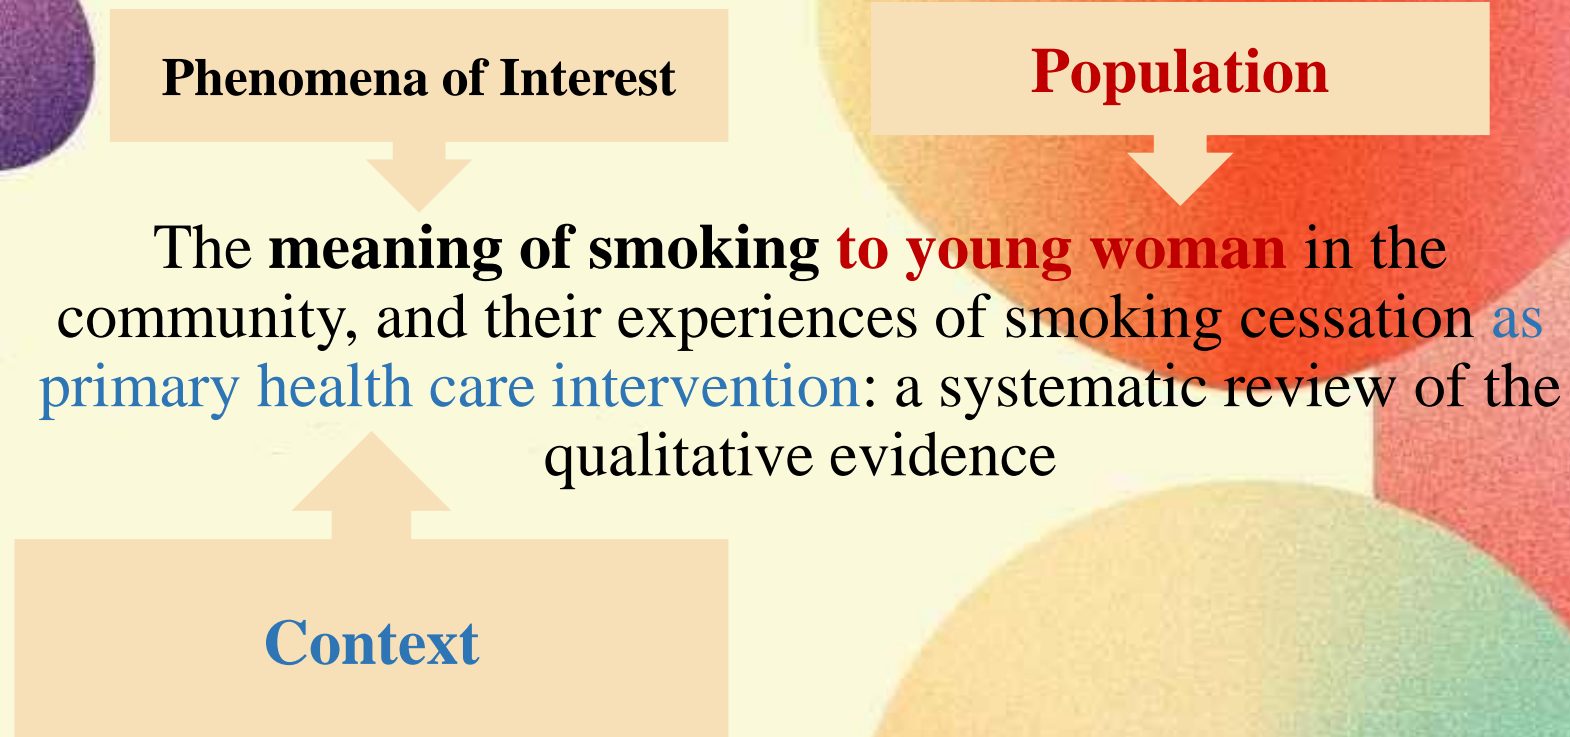 Phenomena of Interest
Population
The meaning of smoking to young woman in the
community, and their experiences of smoking cessation as
primary health care intervention: a systematic review of the
qualitative evidence
Context